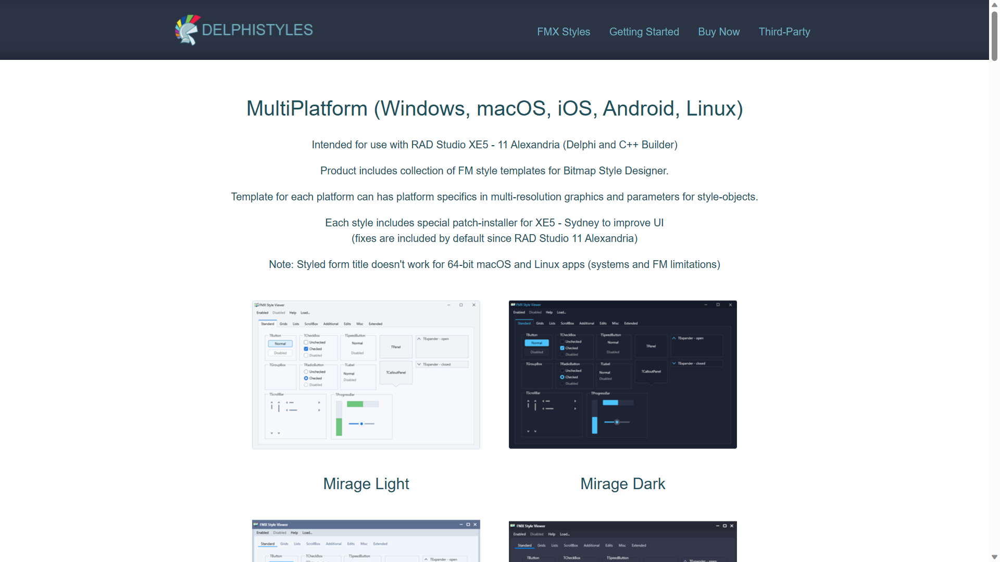 DELPHISTYLES
FMX Styles
Getting Started
Buy Now
Third-Party
MultiPlatform (Windows, macOS, iOS, Android, Linux)
Intended for use with RAD Studio XE5 - 11 Alexandria (Delphi and C++ Builder)
Product includes collection of FM style templates for Bitmap Style Designer.
Template for each platform can has platform specifics in multi-resolution graphics and parameters for style-objects.
Each style includes special patch-installer for XE5 - Sydney to improve UI
(fixes are included by default since RAD Studio 11 Alexandria)
Note: Styled form title doesn't work for 64-bit macOS and Linux apps (systems and FM limitations)
FMX Style Viewer
Enabled Disabled Help Load...
Standard Grids Lists ScrollBox Additional Edits Misc Extended
TButton
Normal
Disabled
TCheckBox
Unchecked
Checked
Disabled
TSpeedButton
Normal
Disabled
TPanel
TExpander - open
TExpander - closed
TGroupBox
TRadioButton
Unchecked
Checked
Disabled
TLabel
Normal
Disabled
TCalloutPanel
TScrollBar
TProgressBar
FMX Style Viewer
Enabled Disabled Help Load...
Standard Grids Lists ScrollBox Additional Edits Misc Extended
TButton
Normal
Disabled
TCheckBox
Unchecked
Checked
Disabled
TSpeedButton
Normal
Disabled
TPanel
TExpander - open
TExpander - closed
TGroupBox
TRadioButton
Unchecked
Checked
Disabled
TLabel
Normal
Disabled
TCalloutPanel
TScrollBar
TProgressBar
Mirage Light
Mirage Dark
FMX Style Viewer
Enabled Disabled Help Load...
Standard Grids Lists ScrollBox Additional Edits Misc Extended
TButton
TCheckBox
TSpeedButton
TExpander - open
FMX Style Viewer
Enabled Disabled Help Load...
Standard Grids Lists ScrollBox Additional Edits Misc Extended
TButton
TCheckBox
TSpeedButton
TExpander - open